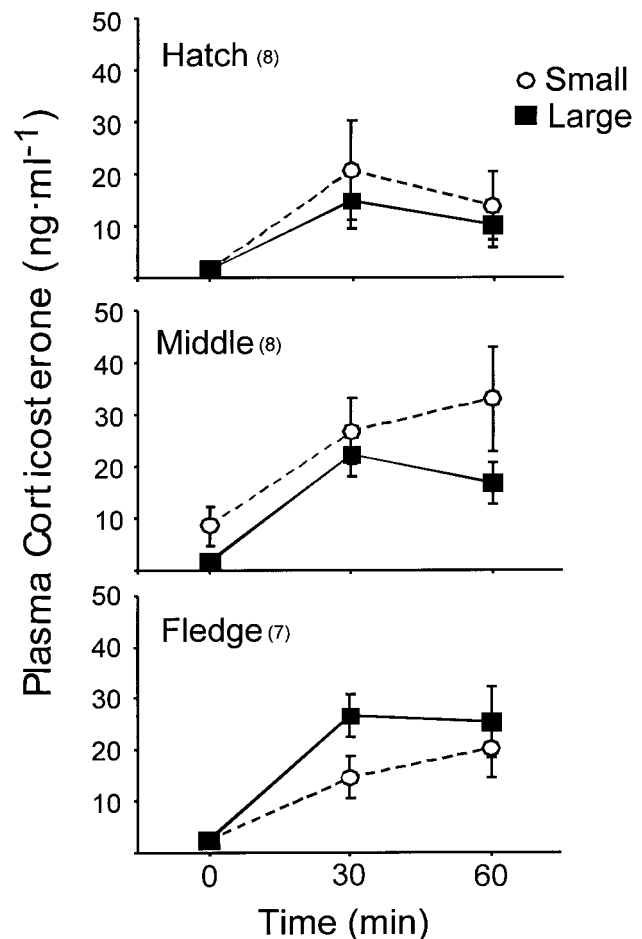 Plasma Corticosterone (ng·ml-1)
50
40
30
20
10
Hatch (8)
Small
Large
50
40
30
20
10
Middle (8)
50
40
30
20
10
Fledge (7)
0 30 60
Time (min)